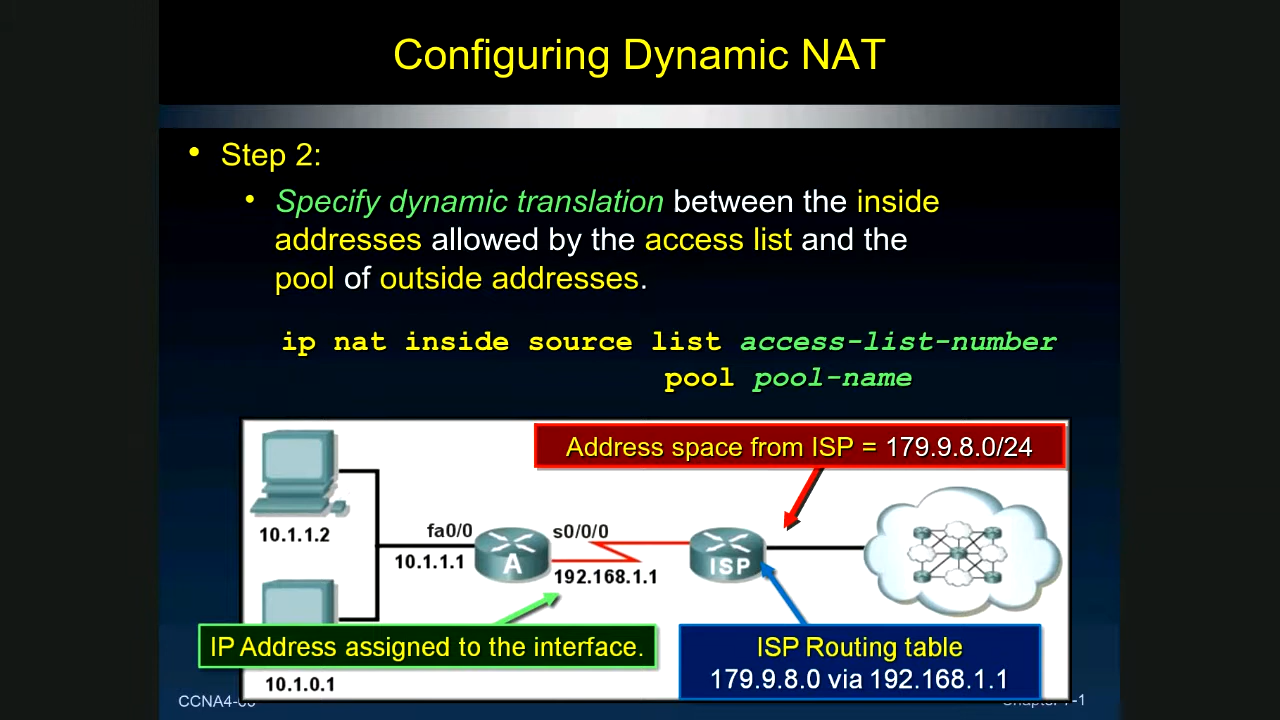 Configuring Dynamic NAT
• Step 2:
• Specify dynamic translation between the inside
addresses allowed by the access list and the
pool of outside addresses.
ip nat inside source list access-list-number
pool pool-name
Address space from ISP = 179.9.8.0/24
10.1.1.2
fa0/0
10.1.1.1
A
s0/0/0
192.168.1.1
ISP
IP Address assigned to the interface.
ISP Routing table
179.9.8.0 via 192.168.1.1
10.1.0.1